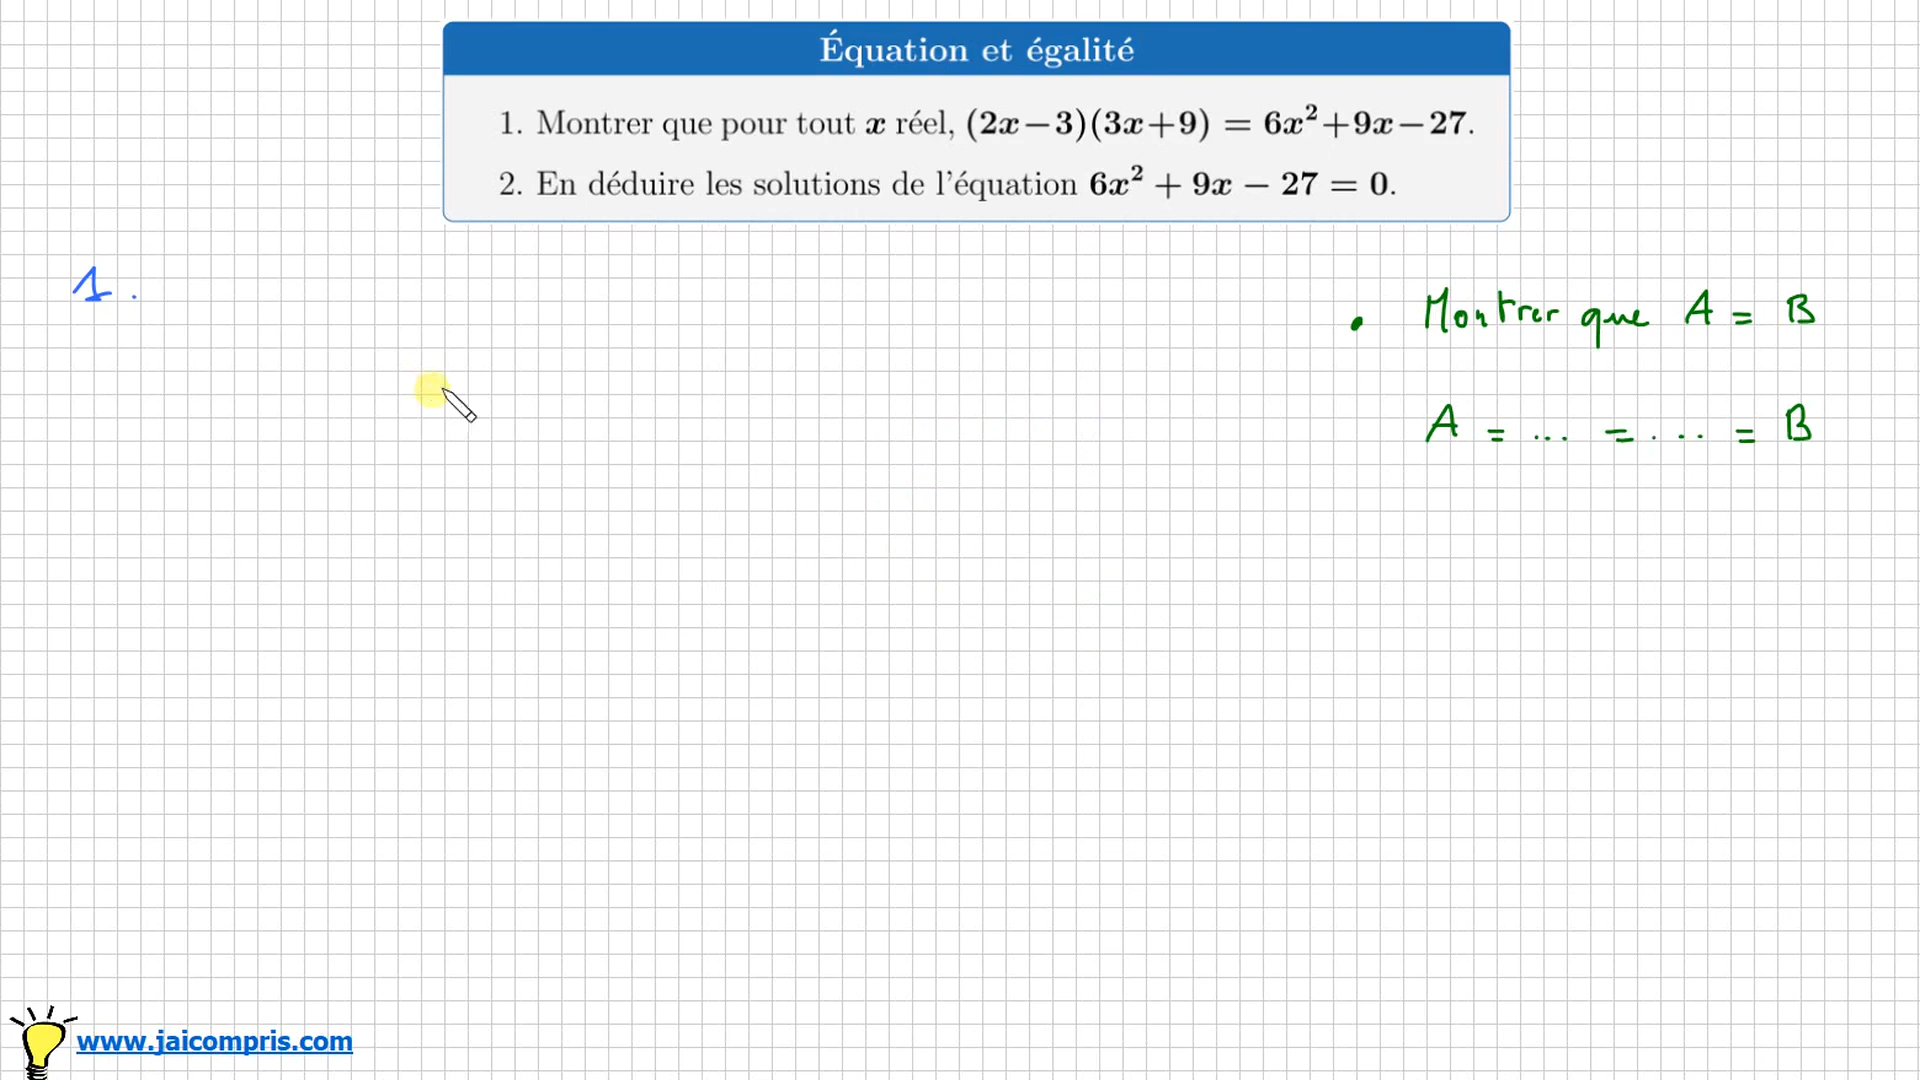 Équation et égalité
1. Montrer que pour tout x réel, (2x−3)(3x+9) = 6x²+9x−27.
2. En déduire les solutions de l'équation 6x² + 9x − 27 = 0.
1.
• Montrer que A = B
A = ... = ... = B
www.jaicompris.com